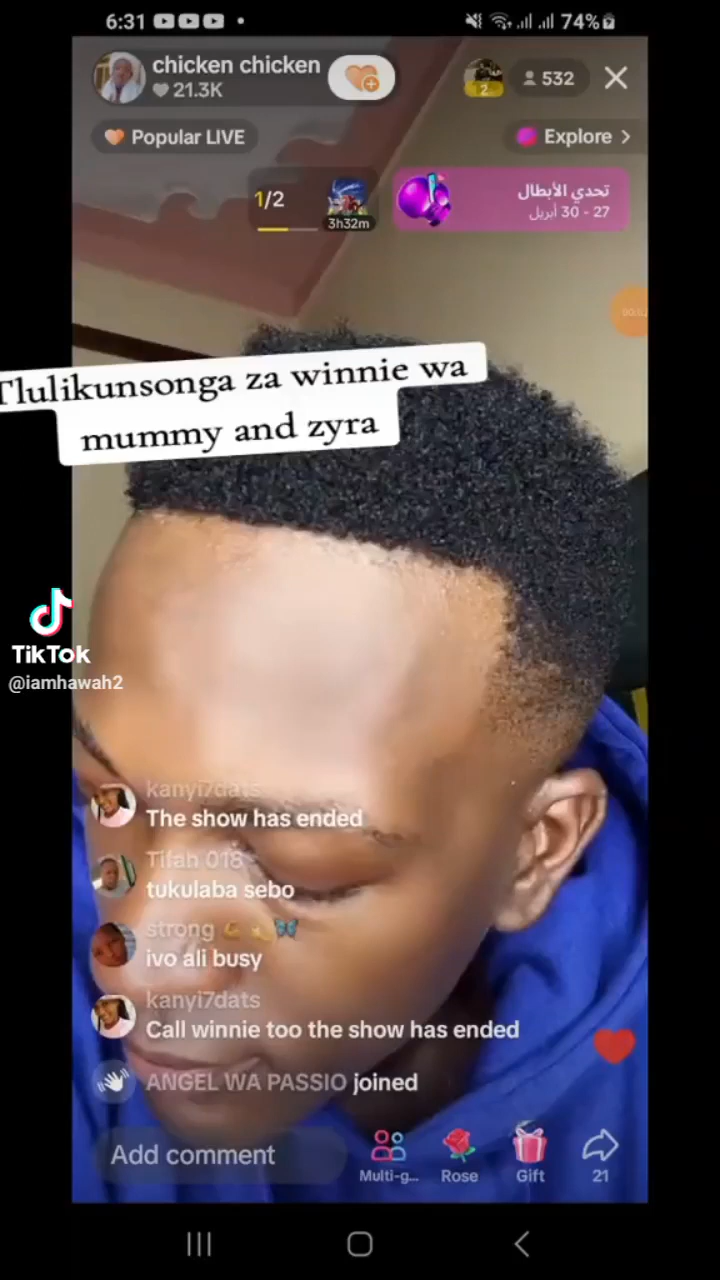 6:31
74%
chicken chicken
21.3K
2
532
Popular LIVE
Explore >
1/2
3h32m
تحدي الأبطال
27 - 30 أبريل
Tlulikunsonga za winnie wa
mummy and zyra
TikTok
@iamhawah2
kanyi7dats
The show has ended
Tifah 018
tukulaba sebo
strong
ivo ali busy
kanyi7dats
Call winnie too the show has ended
ANGEL WA PASSIO joined
Add comment
Multi-g...
Rose
Gift
21